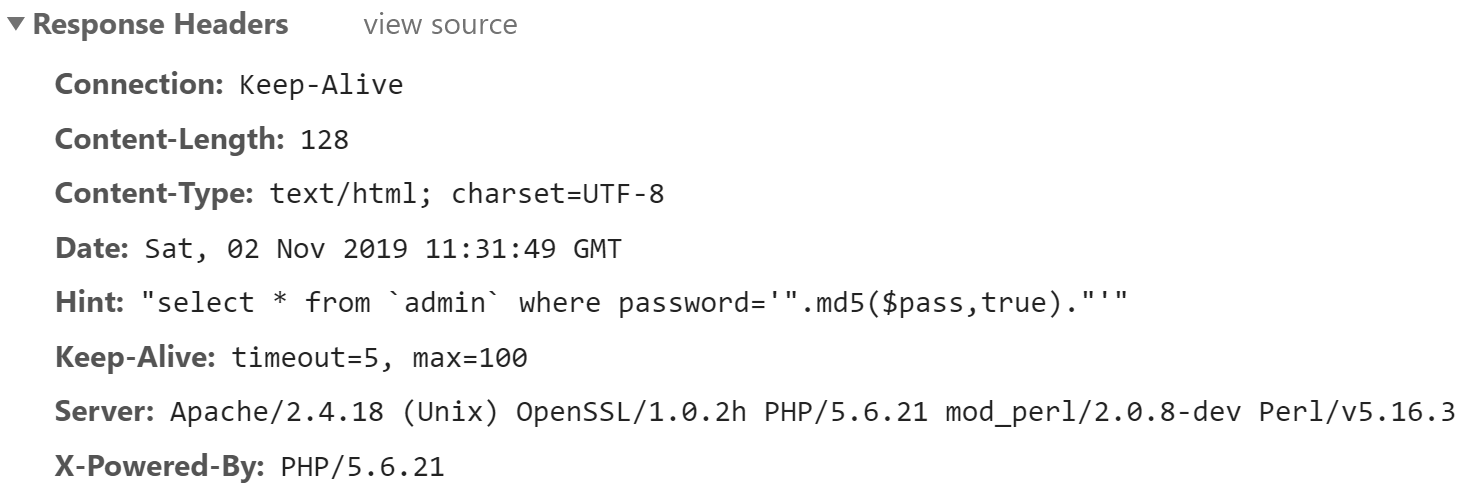 Response Headers view source
Connection: Keep-Alive
Content-Length: 128
Content-Type: text/html; charset=UTF-8
Date: Sat, 02 Nov 2019 11:31:49 GMT
Hint: "select * from `admin` where password='".md5($pass,true)."'"
Keep-Alive: timeout=5, max=100
Server: Apache/2.4.18 (Unix) OpenSSL/1.0.2h PHP/5.6.21 mod_perl/2.0.8-dev Perl/v5.16.3
X-Powered-By: PHP/5.6.21